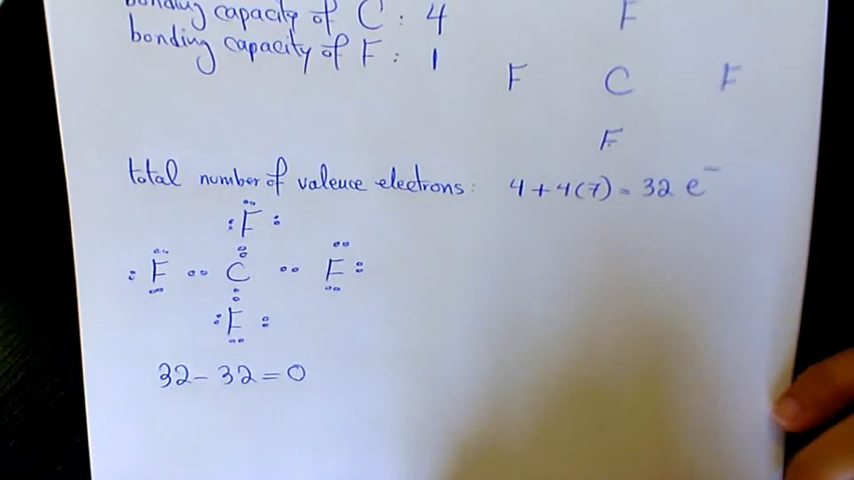 bonding capacity of C : 4
bonding capacity of F : 1
F
F C F
F
total number of valence electrons: 4 + 4(7) = 32 e⁻
F
F C F
F
32 - 32 = 0